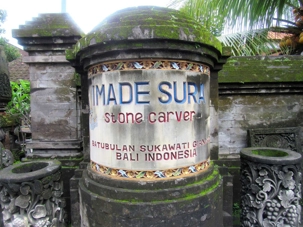 I MADE SURA
stone carver
BATUBULAN SUKAWATI
BALI INDONESIA